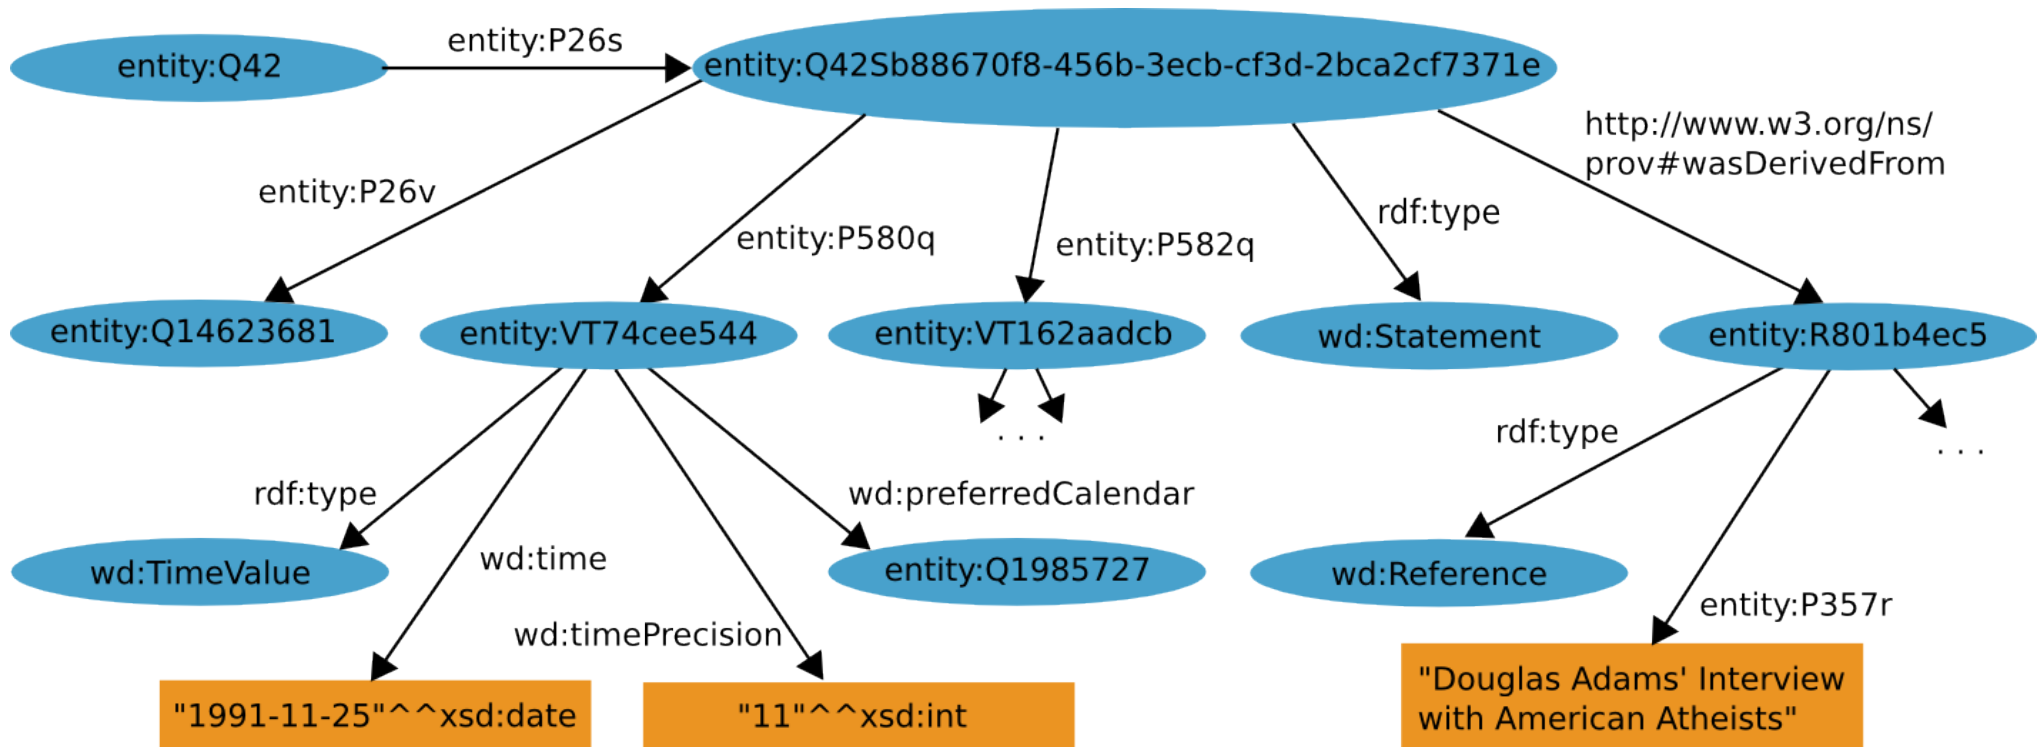 entity:Q42
entity:P26s
entity:Q42Sb88670f8-456b-3ecb-cf3d-2bca2cf7371e
http://www.w3.org/ns/
prov#wasDerivedFrom
entity:P26v
entity:P580q
entity:P582q
rdf:type
entity:Q14623681
entity:VT74cee544
entity:VT162aadcb
wd:Statement
entity:R801b4ec5
. . .
. . .
rdf:type
wd:time
wd:timePrecision
wd:preferredCalendar
rdf:type
entity:P357r
wd:TimeValue
entity:Q1985727
wd:Reference
"1991-11-25"^^xsd:date
"11"^^xsd:int
"Douglas Adams' Interview
with American Atheists"